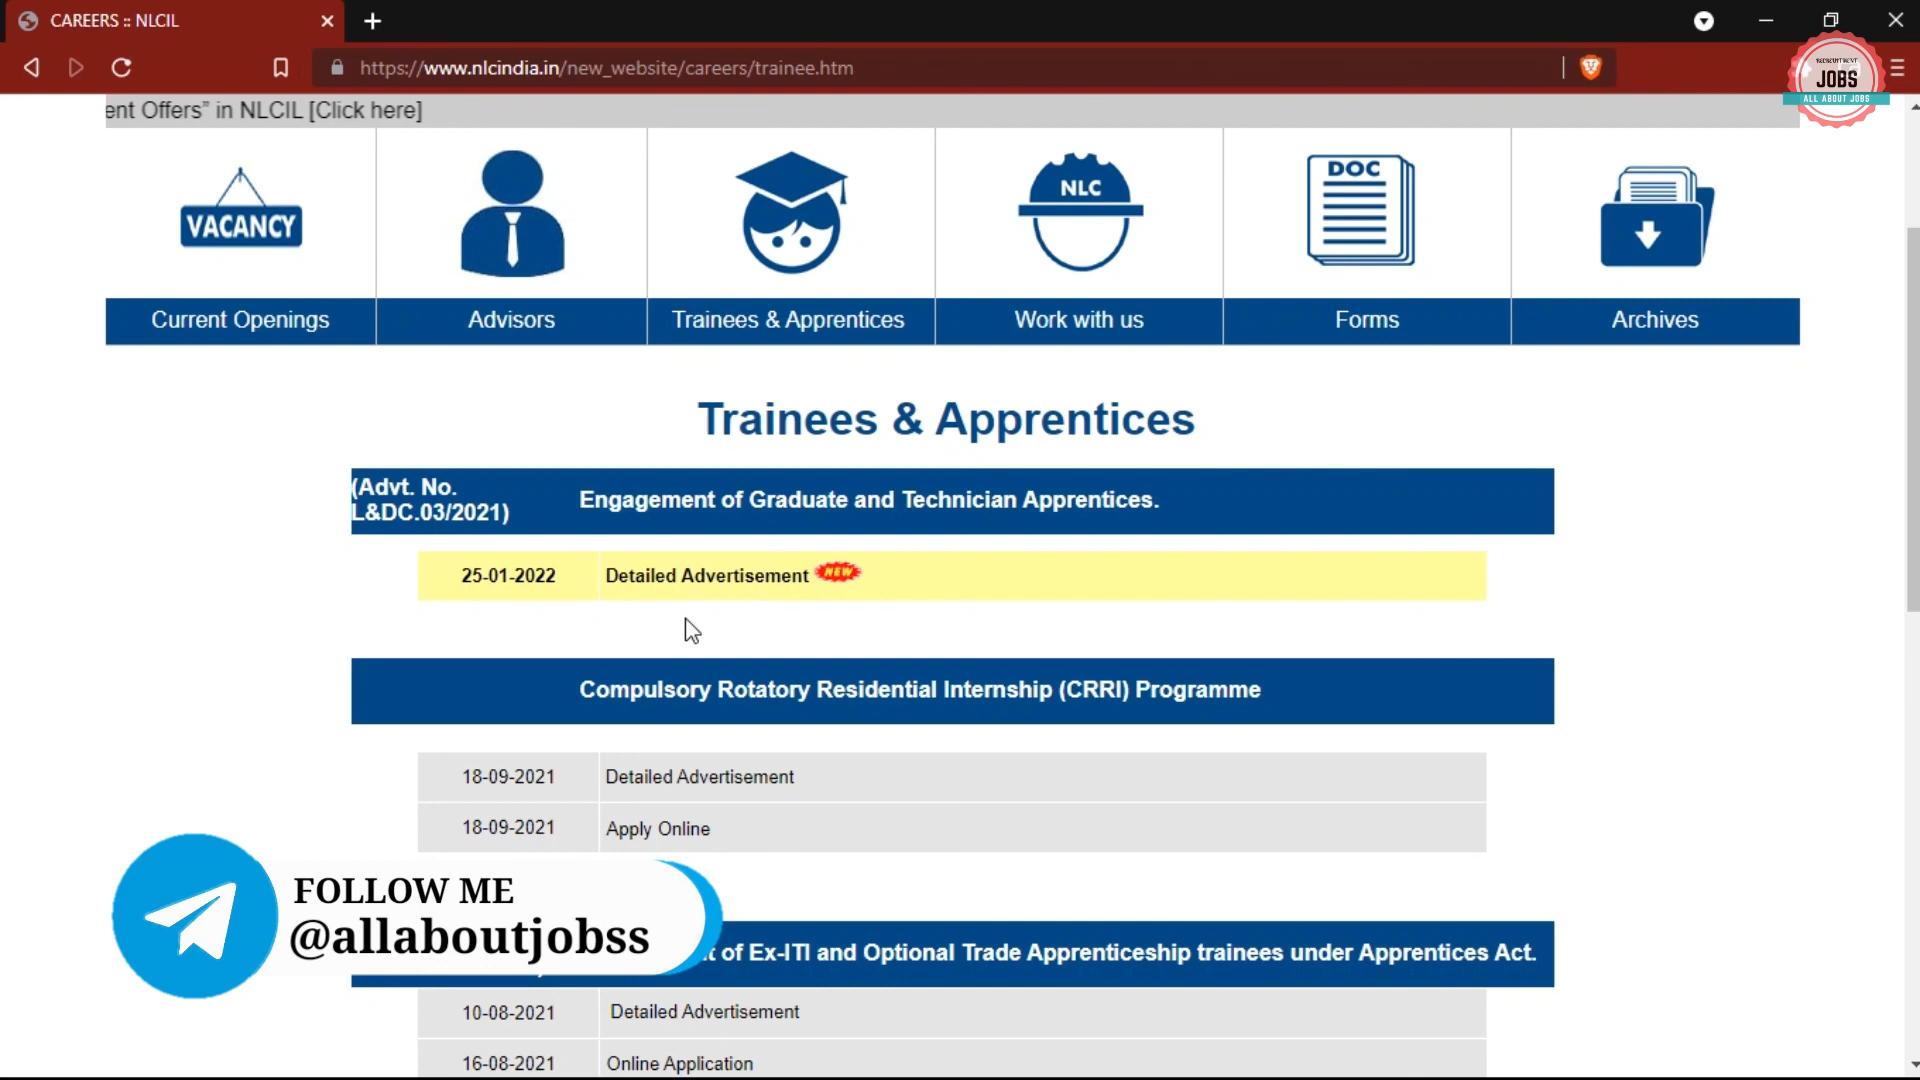 CAREERS :: NLCIL
https://www.nlcindia.in/new_website/careers/trainee.htm
RECRUITMENT
JOBS
ALL ABOUT JOBS
ent Offers” in NLCIL [Click here]
VACANCY
NLC
DOC
Current Openings
Advisors
Trainees & Apprentices
Work with us
Forms
Archives
Trainees & Apprentices
(Advt. No.
L&DC.03/2021)
Engagement of Graduate and Technician Apprentices.
25-01-2022 Detailed Advertisement NEW
Compulsory Rotatory Residential Internship (CRRI) Programme
18-09-2021 Detailed Advertisement
18-09-2021 Apply Online
FOLLOW ME
@allaboutjobss
t of Ex-ITI and Optional Trade Apprenticeship trainees under Apprentices Act.
10-08-2021 Detailed Advertisement
16-08-2021 Online Application